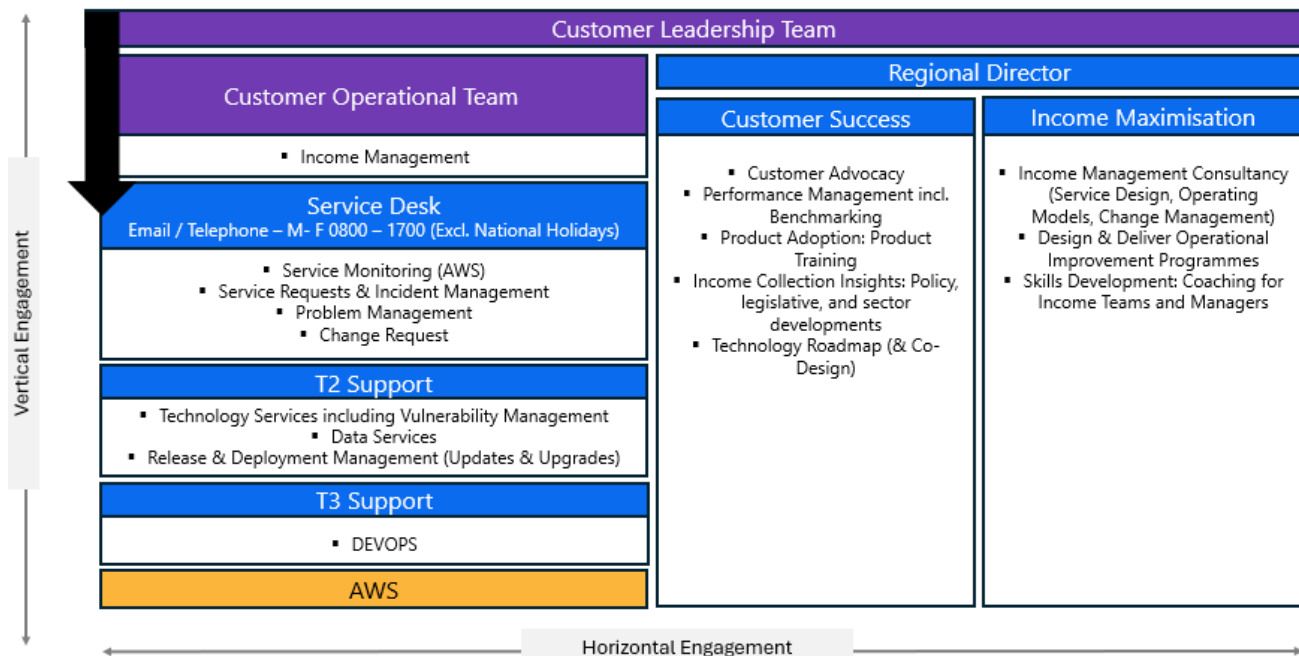 Customer Leadership Team
Customer Operational Team
▪ Income Management
Service Desk
Email / Telephone – M- F 0800 – 1700 (Excl. National Holidays)
▪ Service Monitoring (AWS)
▪ Service Requests & Incident Management
▪ Problem Management
▪ Change Request
T2 Support
▪ Technology Services including Vulnerability Management
▪ Data Services
▪ Release & Deployment Management (Updates & Upgrades)
T3 Support
▪ DEVOPS
AWS
Regional Director
Customer Success
▪ Customer Advocacy
▪ Performance Management incl.
Benchmarking
▪ Product Adoption: Product
Training
▪ Income Collection Insights: Policy,
legislative, and sector
developments
▪ Technology Roadmap (& Co-
Design)
Income Maximisation
▪ Income Management Consultancy
(Service Design, Operating
Models, Change Management)
▪ Design & Deliver Operational
Improvement Programmes
▪ Skills Development: Coaching for
Income Teams and Managers
Vertical Engagement
Horizontal Engagement